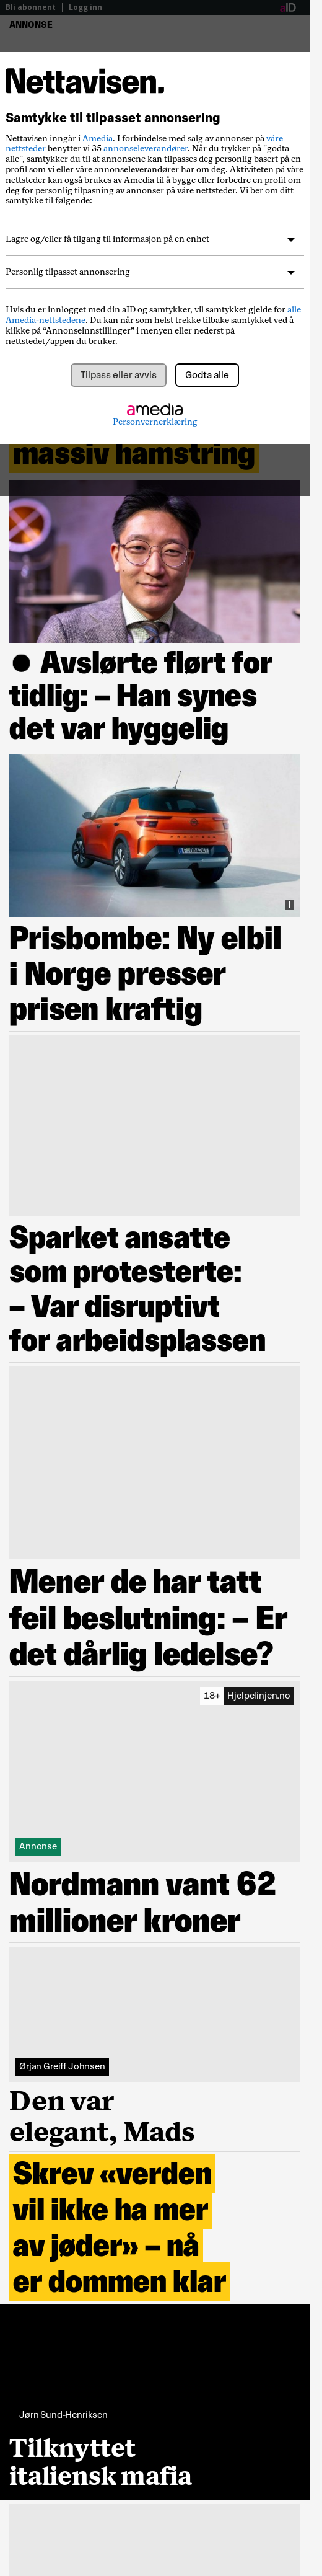 Bli abonnent | Logg inn aID
ANNONSE
Nettavisen.
Samtykke til tilpasset annonsering
Nettavisen ingår i Amedia. I forbindelse med salg av annonser på våre
nettsteder benytter vi 35 annonseleverandører. Når du trykker på "godta
alle", samtykker du til at annonsene kan tilpasses deg personlig basert på en
profil som vi eller våre annonseleverandører har om deg. Aktiviteten på våre
nettsteder kan også brukes av Amedia til å bygge eller forbedre en profil om
deg for personlig tilpasning av annonser på våre nettsteder. Vi ber om ditt
samtykke til følgende:
Lagre og/eller få tilgang til informasjon på en enhet
Personlig tilpasset annonsering
Hvis du er innlogget med din aID og samtykker, vil samtykket gjelde for alle
Amedia-nettstedene. Du kan når som helst trekke tilbake samtykket ved å
klikke på “Annonseinnstillinger” i menyen eller nederst på
nettstedet/appen du bruker.
Tilpass eller avvis
Godta alle
amedia
Personvernerklæring
massiv hamstring
● Avslørte flørt for
tidlig: – Han synes
det var hyggelig
Prisbombe: Ny elbil
i Norge presser
prisen kraftig
Sparket ansatte
som protesterte:
– Var disruptivt
for arbeidsplassen
Mener de har tatt
feil beslutning: – Er
det dårlig ledelse?
18+ Hjelpelinjen.no
Annonse
Nordmann vant 62
millioner kroner
Ørjan Greiff Johnsen
Den var
elegant, Mads
Skrev «verden
vil ikke ha mer
av jøder» – nå
er dommen klar
Jørn Sund-Henriksen
Tilknyttet
italiensk mafia